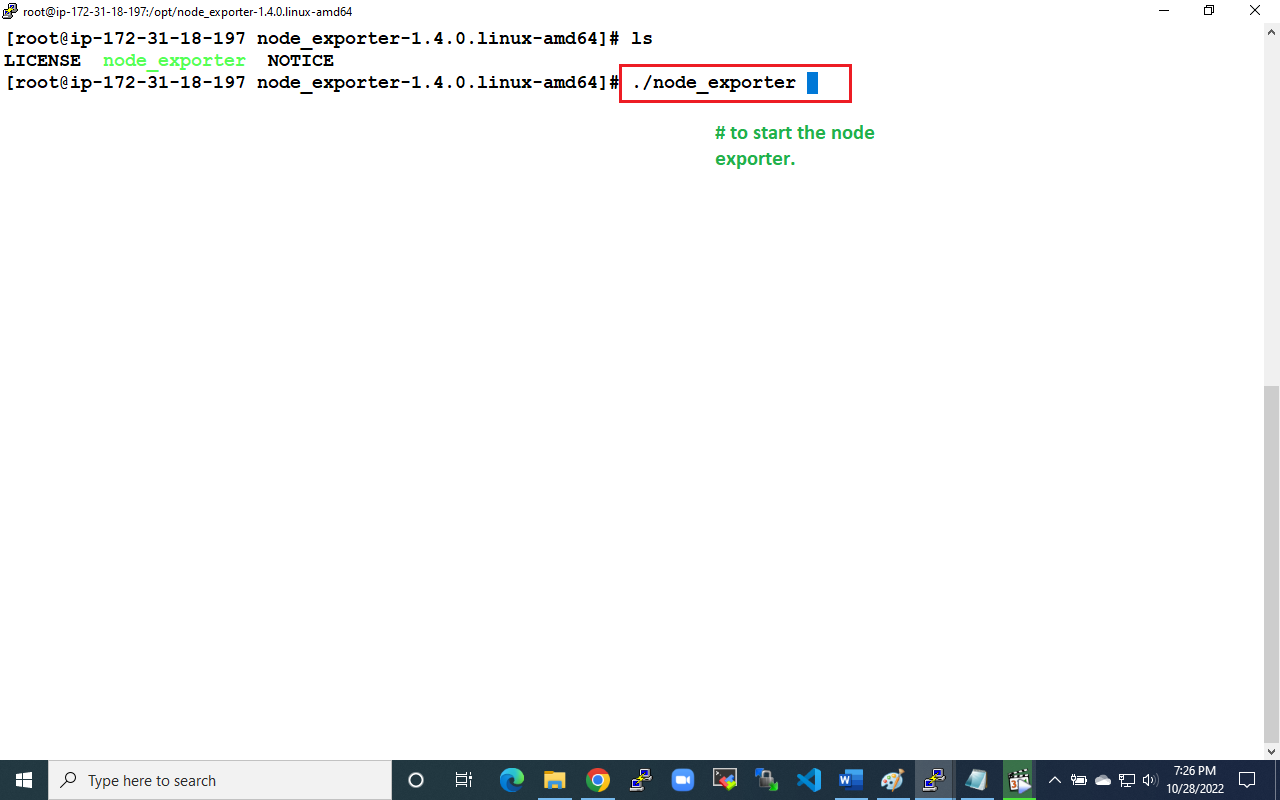 root@ip-172-31-18-197:/opt/node_exporter-1.4.0.linux-amd64
[root@ip-172-31-18-197 node_exporter-1.4.0.linux-amd64]# ls
LICENSE node_exporter NOTICE
[root@ip-172-31-18-197 node_exporter-1.4.0.linux-amd64]# ./node_exporter
# to start the node
exporter.
Type here to search
7:26 PM
10/28/2022